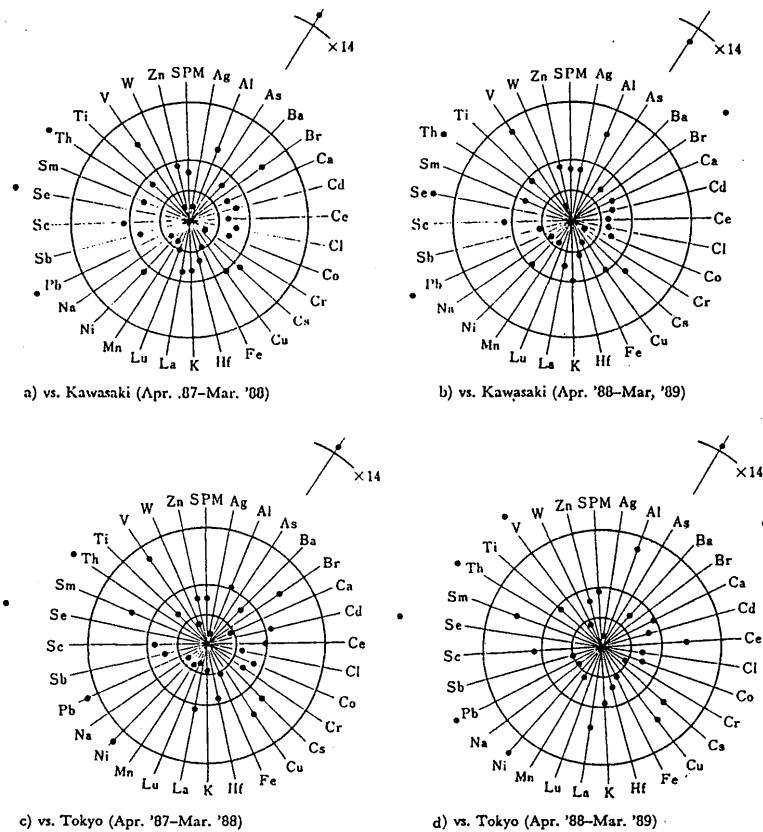 ×14
SPM
Ag
Al
As
Ba
Br
Ca
Cd
Ce
Cl
Co
Cr
Cs
Cu
Fe
Hf
K
La
Lu
Mn
Ni
Na
Pb
Sb
Sc
Se
Sm
Th
Ti
V
W
Zn
a) vs. Kawasaki (Apr. .87–Mar. '88)
×14
SPM
Ag
Al
As
Ba
Br
Ca
Cd
Ce
Cl
Co
Cr
Cs
Cu
Fe
Hf
K
La
Lu
Mn
Ni
Na
Pb
Sb
Sc
Se
Sm
Th
Ti
V
W
Zn
b) vs. Kawasaki (Apr. '88–Mar, '89)
×14
SPM
Ag
Al
As
Ba
Br
Ca
Cd
Ce
Cl
Co
Cr
Cs
Cu
Fe
Hf
K
La
Lu
Mn
Ni
Na
Pb
Sb
Sc
Se
Sm
Th
Ti
V
W
Zn
c) vs. Tokyo (Apr. '87–Mar. '88)
×14
SPM
Ag
Al
As
Ba
Br
Ca
Cd
Ce
Cl
Co
Cr
Cs
Cu
Fe
Hf
K
La
Lu
Mn
Ni
Na
Pb
Sb
Sc
Se
Sm
Th
Ti
V
W
Zn
d) vs. Tokyo (Apr. '88–Mar. '89)